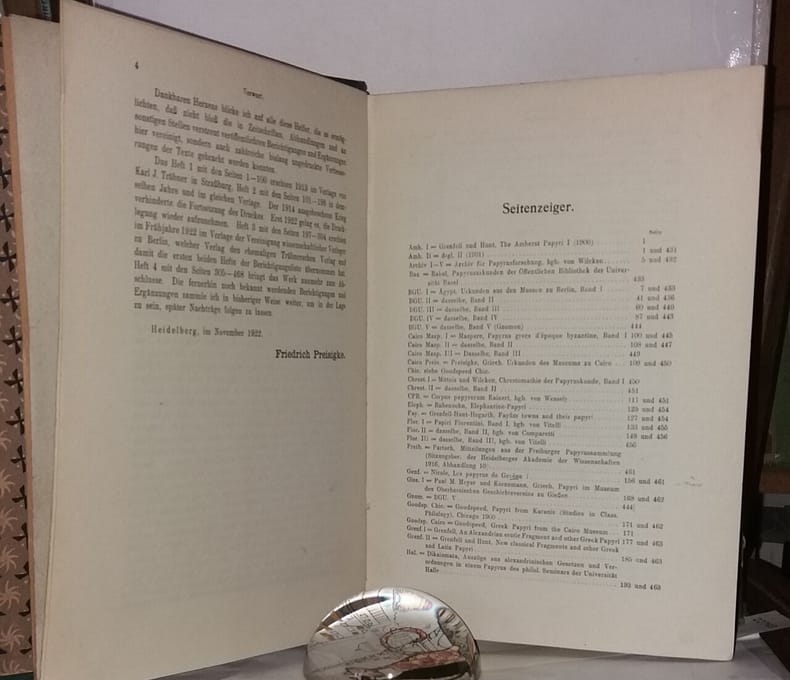 4
Vorwort.
Dankbaren Herzens blicke ich auf alle diese Helfer, die es ermög-
lichten, daß nicht bloß die in Zeitschriften, Abhandlungen und an
sonstigen Stellen verstreut veröffentlichten Berichtigungen und Ergänzungen
hier vereinigt, sondern auch zahlreiche bislang ungedruckte Verbesse-
rungen der Texte gebracht werden konnten.
Das Heft 1 mit den Seiten 1—100 erschien 1913 im Verlage von
Karl J. Trübner in Straßburg, Heft 2 mit den Seiten 101—196 in dem-
selben Jahre und im gleichen Verlage. Der 1914 ausgebrochene Krieg
verhinderte die Fortsetzung des Druckes. Erst 1922 gelang es, die Druck-
legung wieder aufzunehmen. Heft 3 mit den Seiten 197—304 erschien
im Frühjahre 1922 im Verlage der Vereinigung wissenschaftlicher Verleger
zu Berlin, welcher Verlag den ehemaligen Trübnerschen Verlag und
damit die ersten beiden Hefte der Berichtigungsliste übernommen hat
Heft 4 mit den Seiten 305—468 bringt das Werk nunmehr zum Ab-
schlusse. Die fernerhin noch bekannt werdenden Berichtigungen und
Ergänzungen sammle ich in bisheriger Weise weiter, um in der Lage
zu sein, später Nachträge folgen zu lassen
Heidelberg, im November 1922.
Friedrich Preisigke.
Seitenzeiger.
Seite
Amh. I = Grenfell und Hunt, The Amherst Papyri I (1900) 1
Amh. II = dsgl. II (1901) 1 und 431
Archiv I—V = Archiv für Papyrusforschung, hgb. von Wilcken 5 und 432
Bas = Rabel, Papyrusurkunden der Öffentlichen Bibliothek der Univer-
sität Basel 433
BGU. I = Ägypt. Urkunden aus den Museen zu Berlin, Band I 7 und 433
BGU. II = dasselbe, Band II 41 und 436
BGU. III = dasselbe, Band III 60 und 440
BGU. IV = dasselbe, Band IV 87 und 443
BGU. V = dasselbe, Band V (Gnomon) 444
Cairo Masp. I = Maspero, Papyrus grecs d'époque byzantine, Band I 100 und 445
Cairo Masp. II = dasselbe, Band II 108 und 447
Cairo Masp. III = Dasselbe, Band III 449
Cairo Preis. = Preisigke, Griech. Urkunden des Museums zu Cairo 109 und 450
Chic. siehe Goodspeed Chic.
Chrest. I = Mitteis und Wilcken, Chrestomathie der Papyruskunde, Band I 450
Chrest. II = dasselbe, Band II 451
CPR. = Corpus papyrorum Raineri, hgb. von Wessely 111 und 451
Eleph. = Rubensohn, Elephantine-Papyri 125 und 454
Fay. = Grenfell-Hunt-Hogarth, Fayûm towns and their papyri 127 und 454
Flor. I = Papiri Fiorentini, Band I, hgb. von Vitelli 133 und 455
Flor. II = dasselbe, Band II, hgb. von Comparetti 148 und 456
Flor. III = dasselbe, Band III, hgb. von Vitelli 456
Freib. = Partsch, Mitteilungen aus der Freiburger Papyrussammlung
(Sitzungsber. der Heidelberger Akademie der Wissenschaften
1916, Abhandlung 10) 461
Genf. = Nicole, Les papyrus de Genève I 156 und 461
Giss. I = Paul M. Meyer und Kornemann, Griech. Papyri im Museum
des Oberhessischen Geschichtsvereins zu Gießen 168 und 462
Gnom. = BGU. V 444
Goodsp. Chic. = Goodspeed, Papyri from Karanis (Studies in Class.
Philology), Chicago 1900 171 und 462
Goodsp. Cairo = Goodspeed, Greek Papyri from the Cairo Museum 171
Grenf. I = Grenfell, An Alexandrian erotic Fragment and other Greek Papyri 177 und 463
Grenf. II = Grenfell und Hunt, New classical Fragments and other Greek
and Latin Papyri 185 und 463
Hal. = Dikaiomata, Auszüge aus alexandrinischen Gesetzen und Ver-
ordnungen in einem Papyrus des philol. Seminars der Universität
Halle 193 und 463